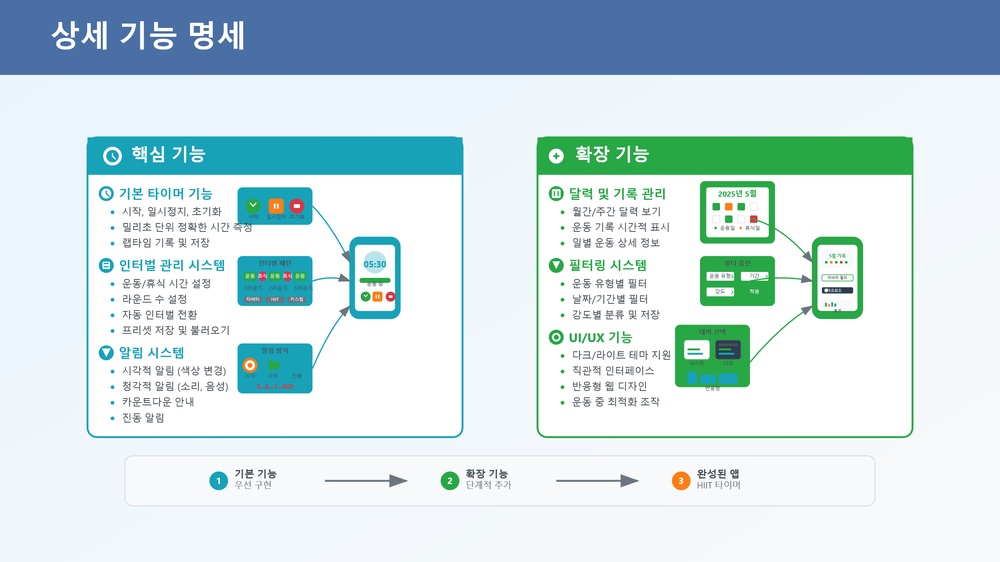 상세 기능 명세
핵심 기능
기본 타이머 기능
시작, 일시정지, 초기화
밀리초 단위 정확한 시간 측정
랩타임 기록 및 저장
인터벌 관리 시스템
운동/휴식 시간 설정
라운드 수 설정
자동 인터벌 전환
프리셋 저장 및 불러오기
알림 시스템
시각적 알림 (색상 변경)
청각적 알림 (소리, 음성)
카운트다운 안내
진동 알림
시작 일시정지 초기화
인터벌 패턴
운동 휴식 운동 휴식 운동
1라운드 2라운드 3라운드
타바타 HIIT 커스텀
알림 방식
시각 소리 진동
3...2...1...GO!
05:30
운동 중
확장 기능
달력 및 기록 관리
월간/주간 달력 보기
운동 기록 시간적 표시
일별 운동 상세 정보
필터링 시스템
운동 유형별 필터
날짜/기간별 필터
강도별 분류 및 저장
UI/UX 기능
다크/라이트 테마 지원
직관적 인터페이스
반응형 웹 디자인
운동 중 최적화 조작
2025년 5월
운동일 휴식일
필터 옵션
운동 유형 기간
강도 적용
테마 선택
라이트 다크
반응형
5월 기록
타바타 필터
다크모드
통계
1 기본 기능
우선 구현
2 확장 기능
단계적 추가
3 완성된 앱
HIIT 타이머